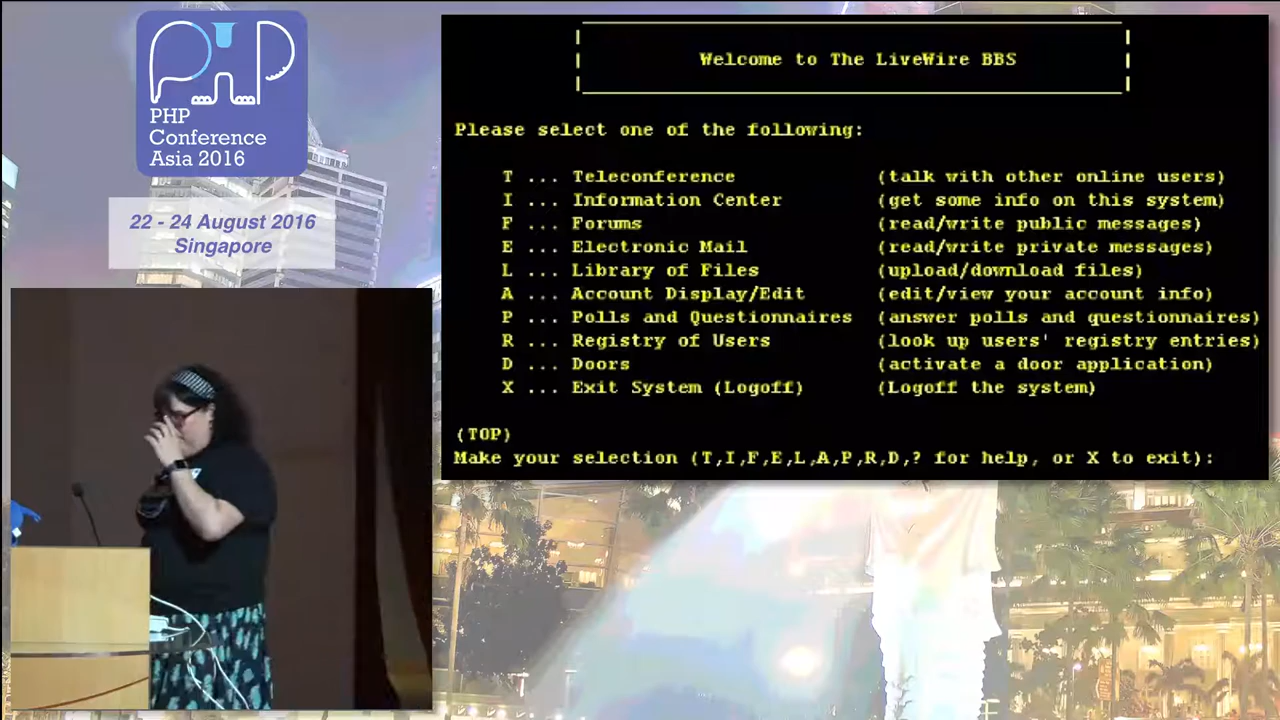 PHP
Conference
Asia 2016
22 - 24 August 2016
Singapore
Welcome to The LiveWire BBS
Please select one of the following:
T ... Teleconference (talk with other online users)
I ... Information Center (get some info on this system)
F ... Forums (read/write public messages)
E ... Electronic Mail (read/write private messages)
L ... Library of Files (upload/download files)
A ... Account Display/Edit (edit/view your account info)
P ... Polls and Questionnaires (answer polls and questionnaires)
R ... Registry of Users (look up users' registry entries)
D ... Doors (activate a door application)
X ... Exit System (Logoff) (Logoff the system)
(TOP)
Make your selection (T,I,F,E,L,A,P,R,D,? for help, or X to exit):